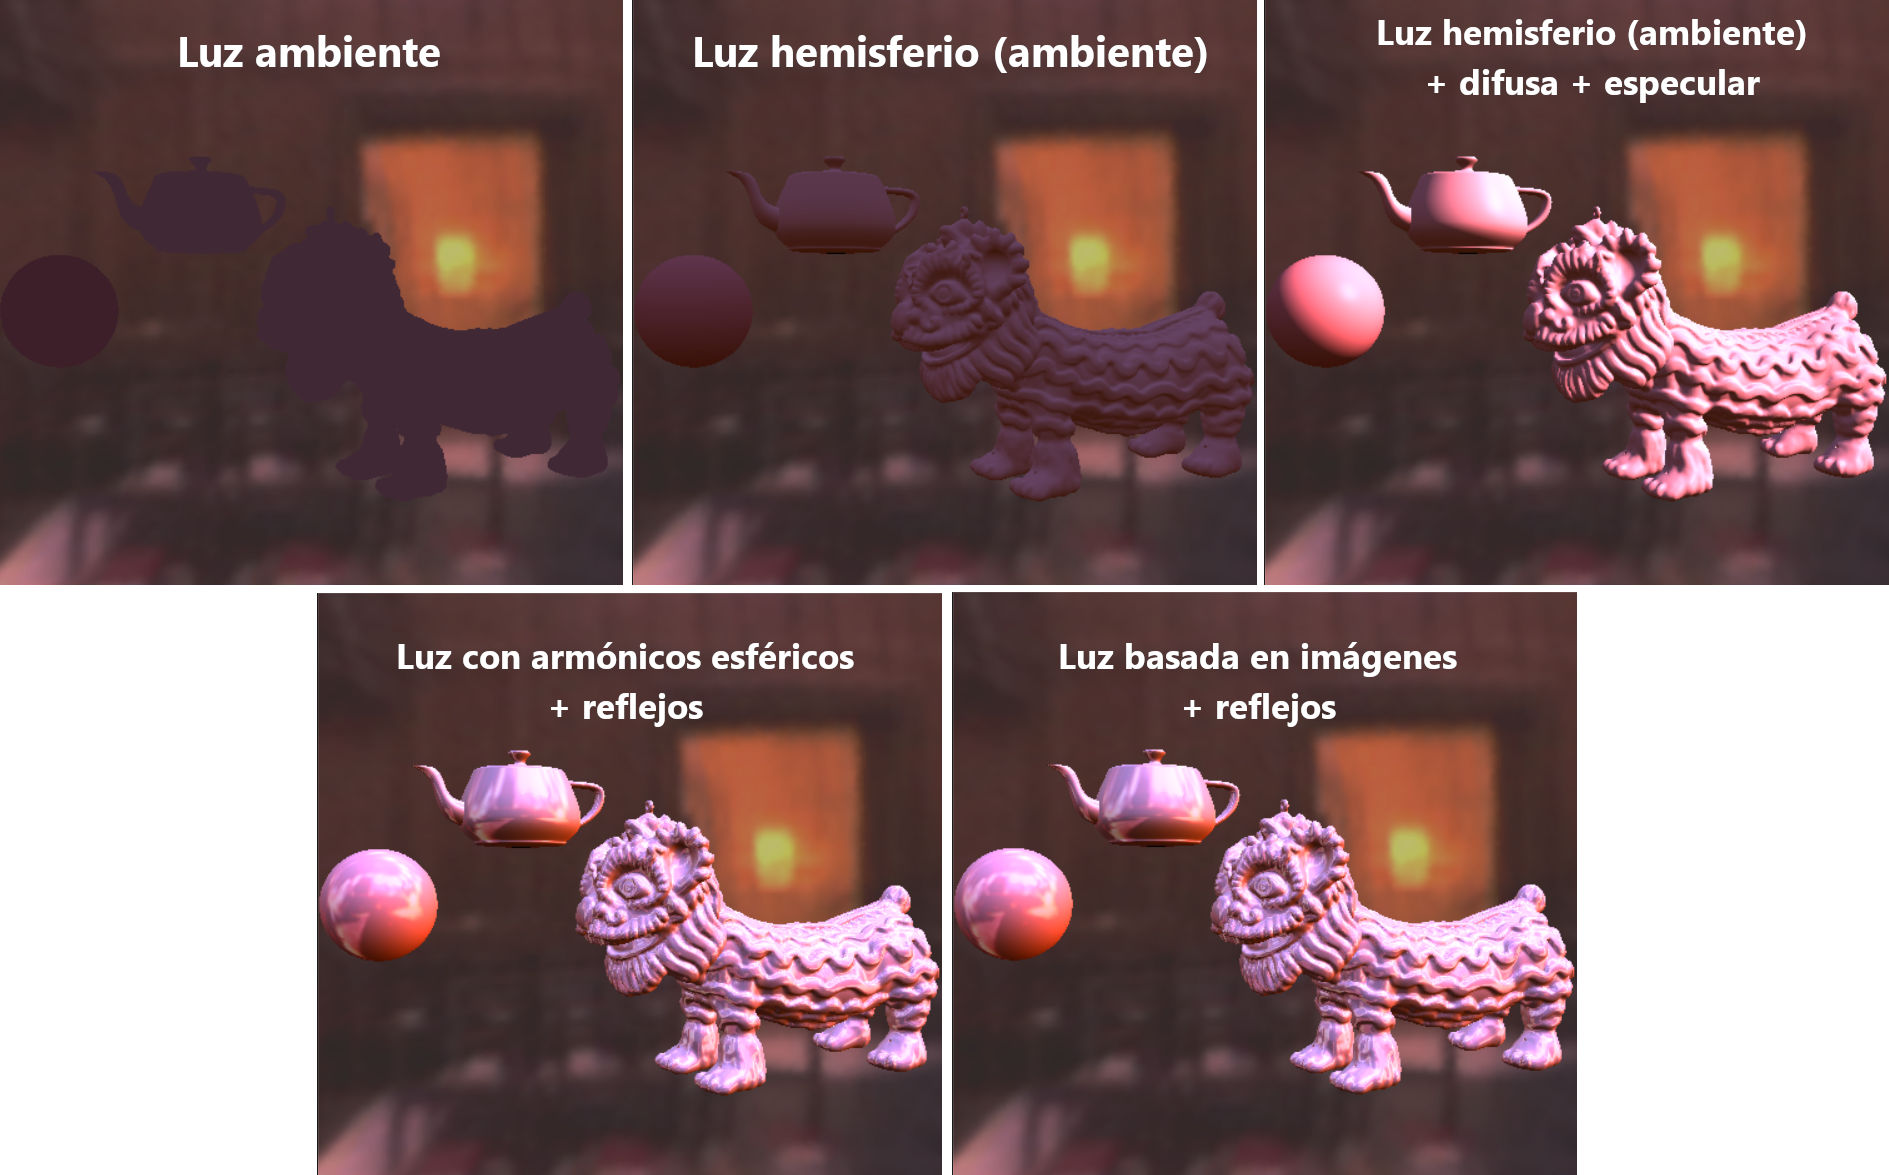 Luz ambiente
Luz hemisferio (ambiente)
Luz hemisferio (ambiente)
+ difusa + especular
Luz con armónicos esféricos
+ reflejos
Luz basada en imágenes
+ reflejos